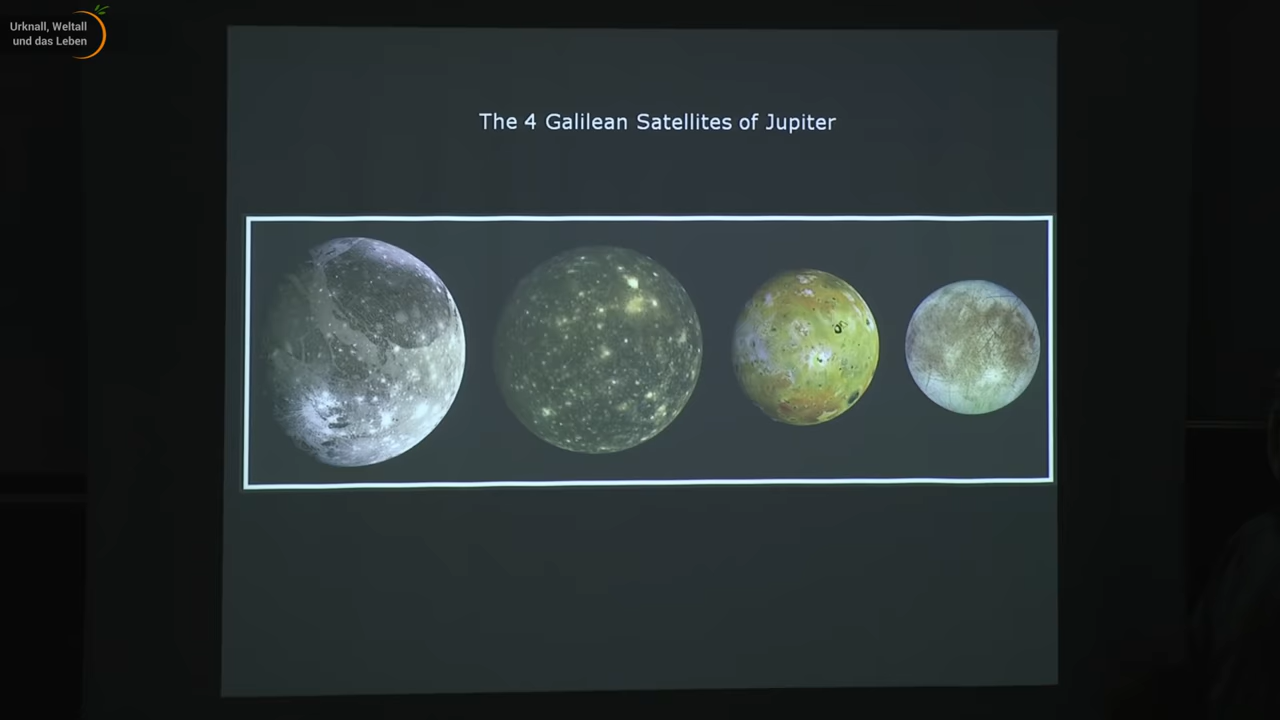 Urknall, Weltall
und das Leben
The 4 Galilean Satellites of Jupiter